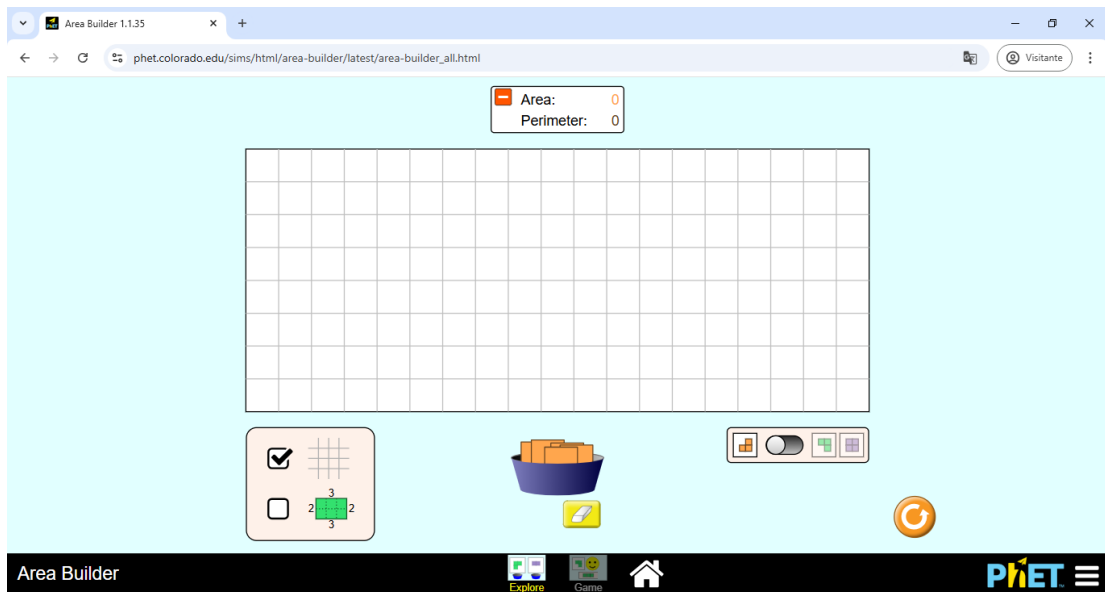 Area Builder 1.1.35
phet.colorado.edu/sims/html/area-builder/latest/area-builder_all.html
Visitante
Area: 0
Perimeter: 0
3
2 2
3
Area Builder
Explore
Game
PhET